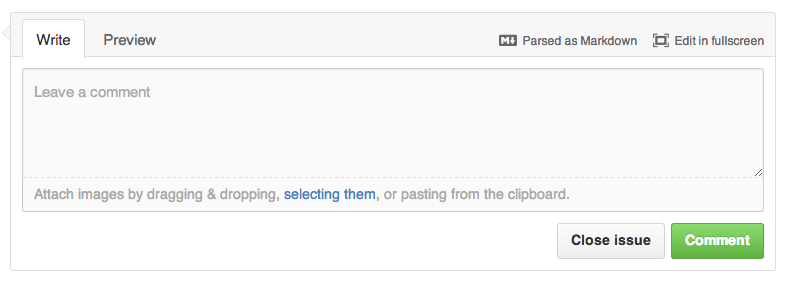 Write Preview Parsed as Markdown Edit in fullscreen
Leave a comment
Attach images by dragging & dropping, selecting them, or pasting from the clipboard.
Close issue Comment